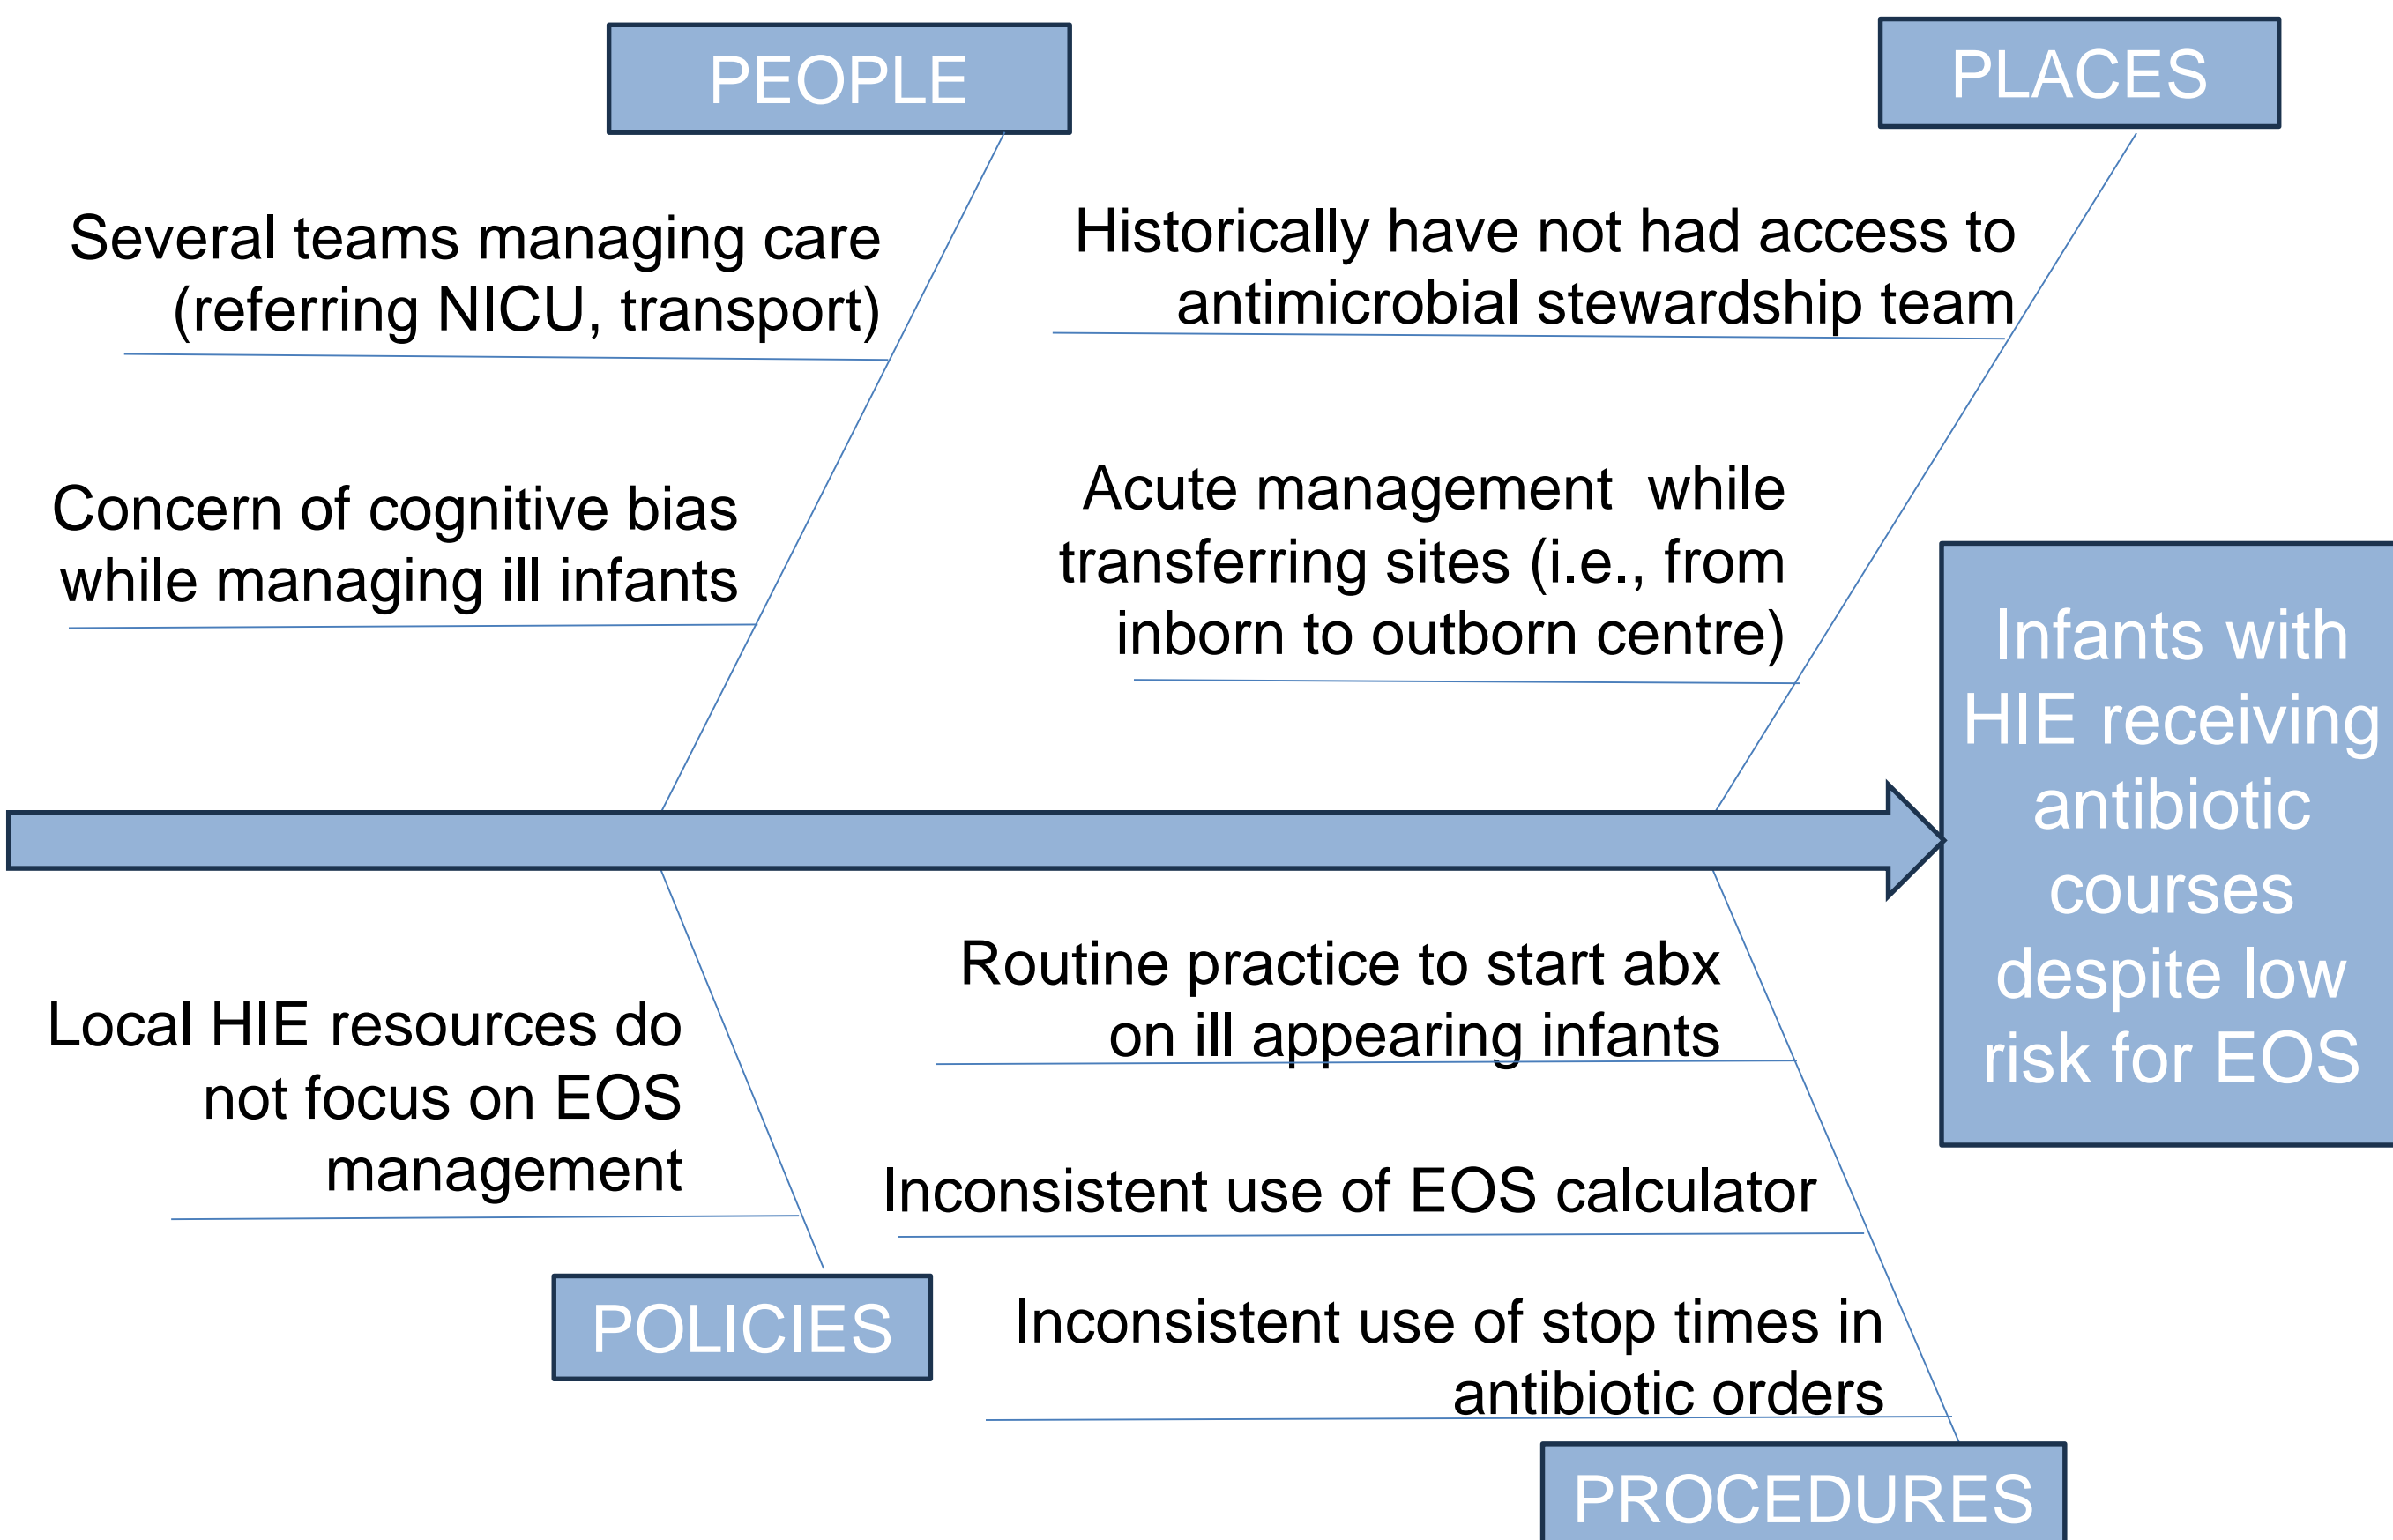 PEOPLE
Several teams managing care
(referring NICU, transport)
Concern of cognitive bias
while managing ill infants
PLACES
Historically have not had access to
antimicrobial stewardship team
Acute management while
transferring sites (i.e., from
inborn to outborn centre)
Local HIE resources do
not focus on EOS
management
POLICIES
Routine practice to start abx
on ill appearing infants
Inconsistent use of EOS calculator
Inconsistent use of stop times in
antibiotic orders
PROCEDURES
Infants with
HIE receiving
antibiotic
courses
despite low
risk for EOS